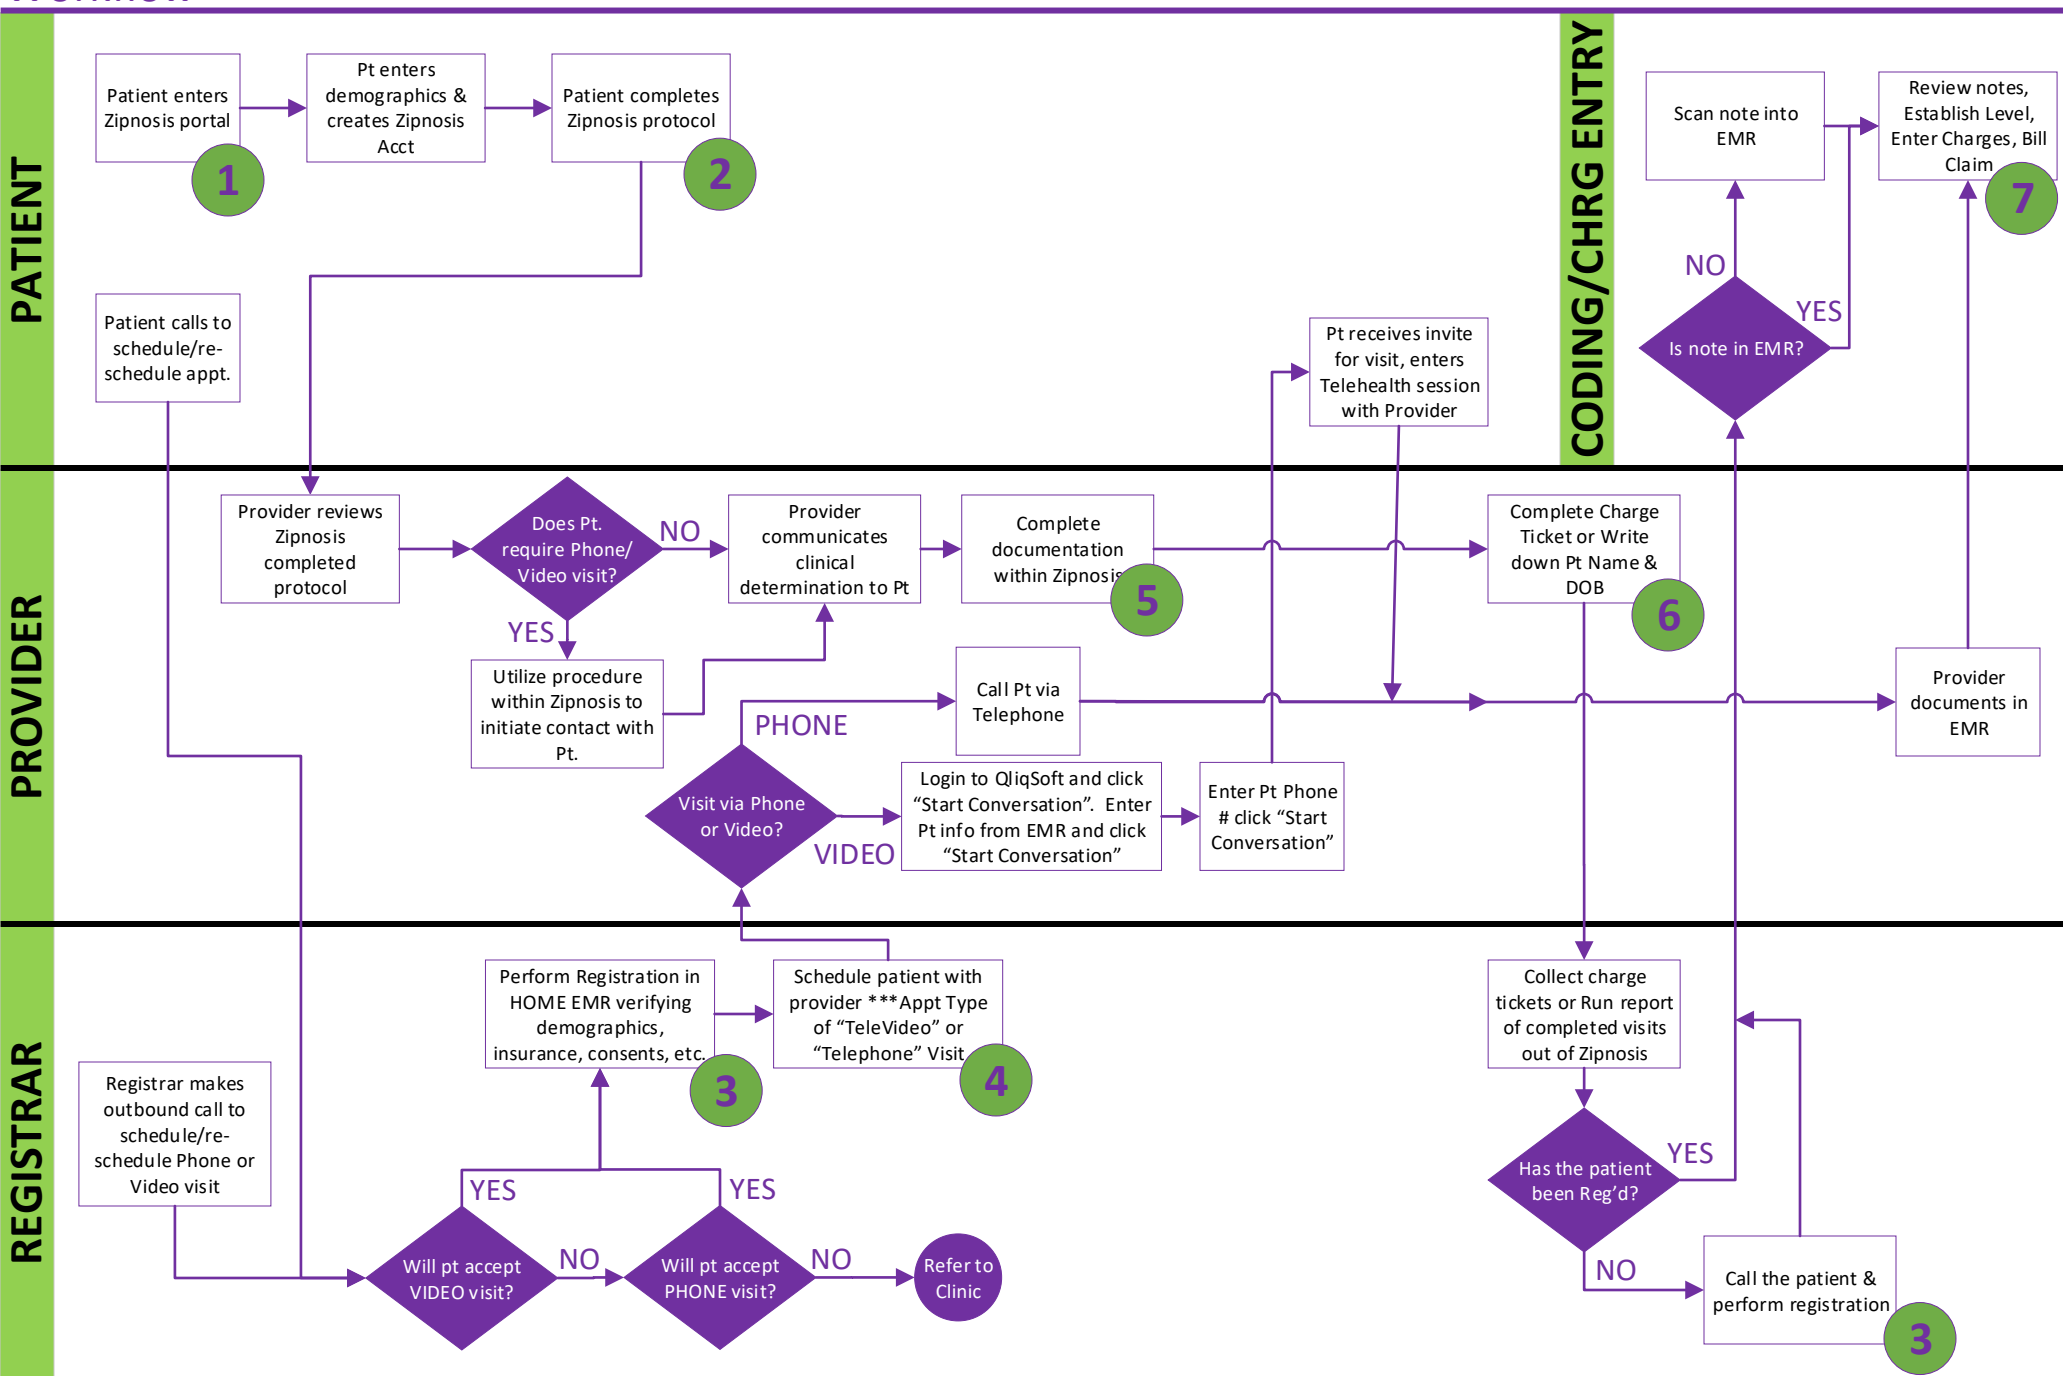 PATIENT
Patient enters
Zipnosis portal
1
Pt enters
demographics &
creates Zipnosis
Acct
Patient completes
Zipnosis protocol
2
Patient calls to
schedule/re-
schedule appt.
Pt receives invite
for visit, enters
Telehealth session
with Provider
CODING/CHRG ENTRY
Scan note into
EMR
Review notes,
Establish Level,
Enter Charges, Bill
Claim
7
NO
YES
Is note in EMR?
PROVIDER
Provider reviews
Zipnosis
completed
protocol
Does Pt.
require Phone/
Video visit?
NO
YES
Provider
communicates
clinical
determination to Pt
Complete
documentation
within Zipnosis
5
Complete Charge
Ticket or Write
down Pt Name &
DOB
6
Utilize procedure
within Zipnosis to
initiate contact with
Pt.
PHONE
Call Pt via
Telephone
Provider
documents in
EMR
Visit via Phone
or Video?
VIDEO
Login to QliqSoft and click
“Start Conversation”. Enter
Pt info from EMR and click
“Start Conversation”
Enter Pt Phone
# click “Start
Conversation”
REGISTRAR
Perform Registration in
HOME EMR verifying
demographics,
insurance, consents, etc.
3
Schedule patient with
provider ***Appt Type
of “TeleVideo” or
“Telephone” Visit
4
Collect charge
tickets or Run report
of completed visits
out of Zipnosis
Registrar makes
outbound call to
schedule/re-
schedule Phone or
Video visit
YES
YES
Will pt accept
VIDEO visit?
NO
Will pt accept
PHONE visit?
NO
Refer to
Clinic
Has the patient
been Reg’d?
YES
NO
Call the patient &
perform registration
3